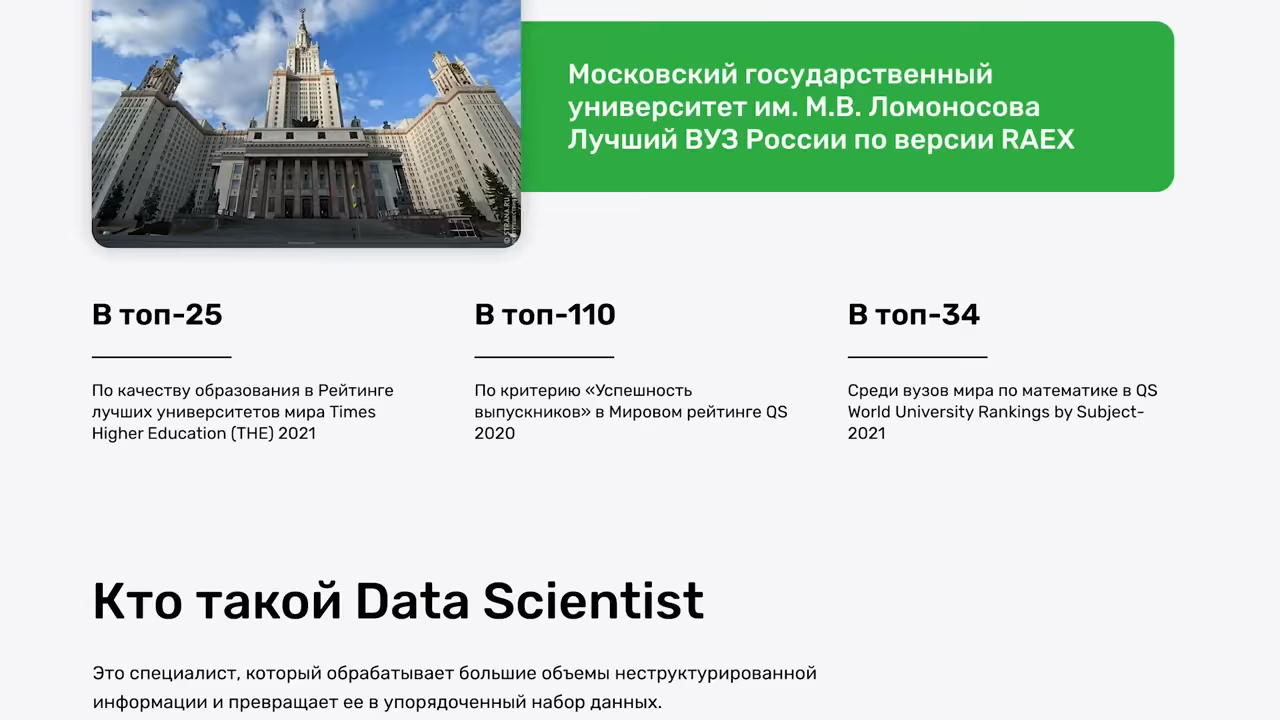 Московский государственный
университет им. М.В. Ломоносова
Лучший ВУЗ России по версии RAEX
© STRANA.RU
В топ-25
По качеству образования в Рейтинге
лучших университетов мира Times
Higher Education (THE) 2021
В топ-110
По критерию «Успешность
выпускников» в Мировом рейтинге QS
2020
В топ-34
Среди вузов мира по математике в QS
World University Rankings by Subject-
2021
Кто такой Data Scientist
Это специалист, который обрабатывает большие объемы неструктурированной
информации и превращает ее в упорядоченный набор данных.